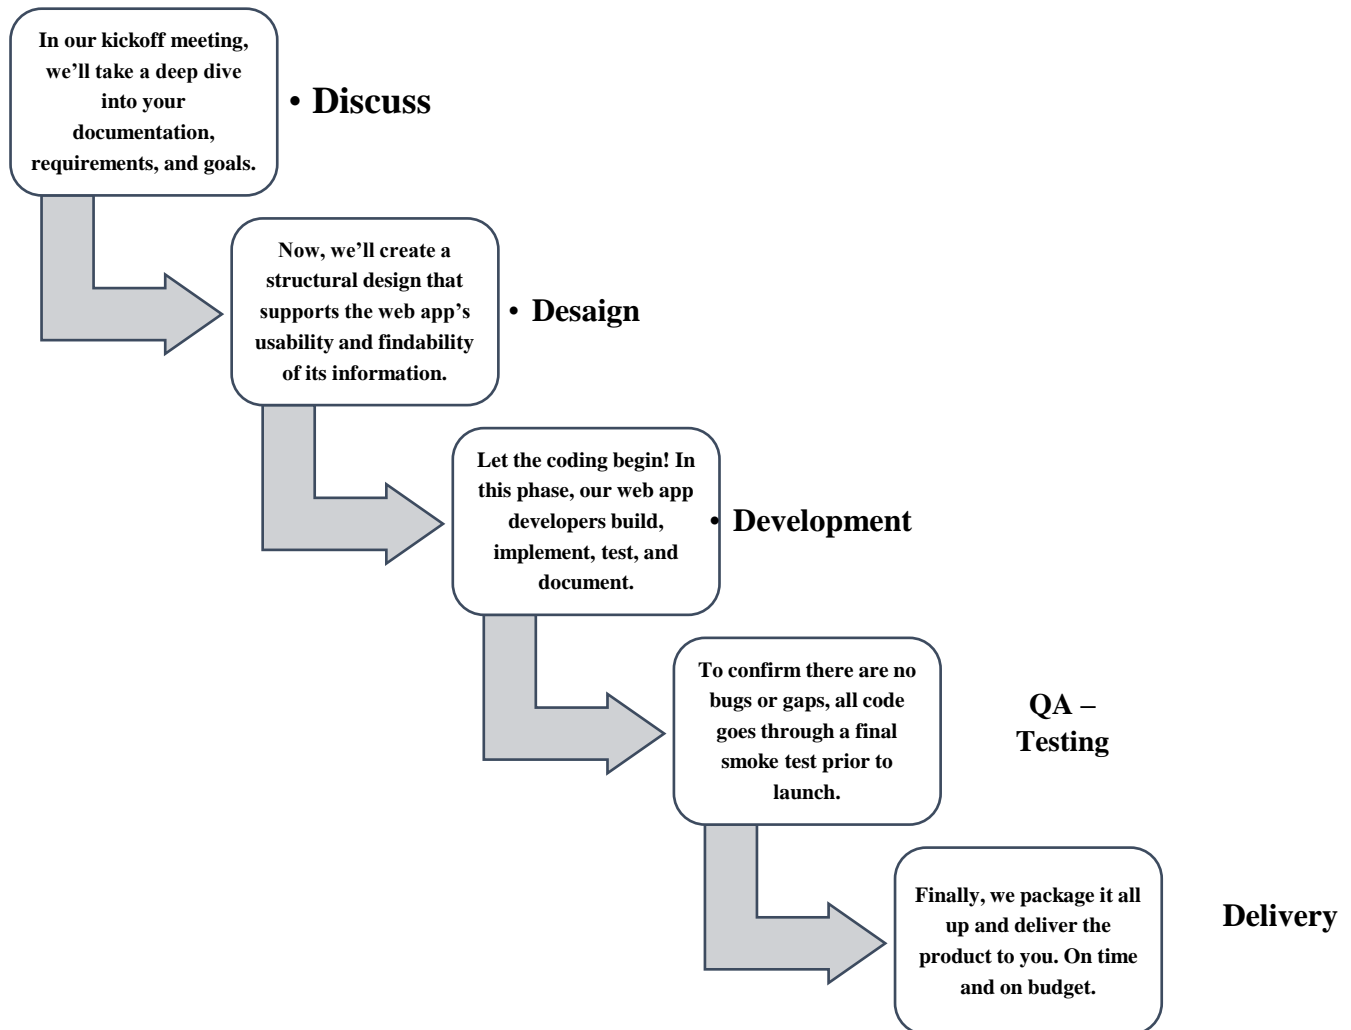 In our kickoff meeting,
we’ll take a deep dive
into your
documentation,
requirements, and goals.
• Discuss
Now, we’ll create a
structural design that
supports the web app’s
usability and findability
of its information.
• Desaign
Let the coding begin! In
this phase, our web app
developers build,
implement, test, and
document.
• Development
To confirm there are no
bugs or gaps, all code
goes through a final
smoke test prior to
launch.
QA –
Testing
Finally, we package it all
up and deliver the
product to you. On time
and on budget.
Delivery